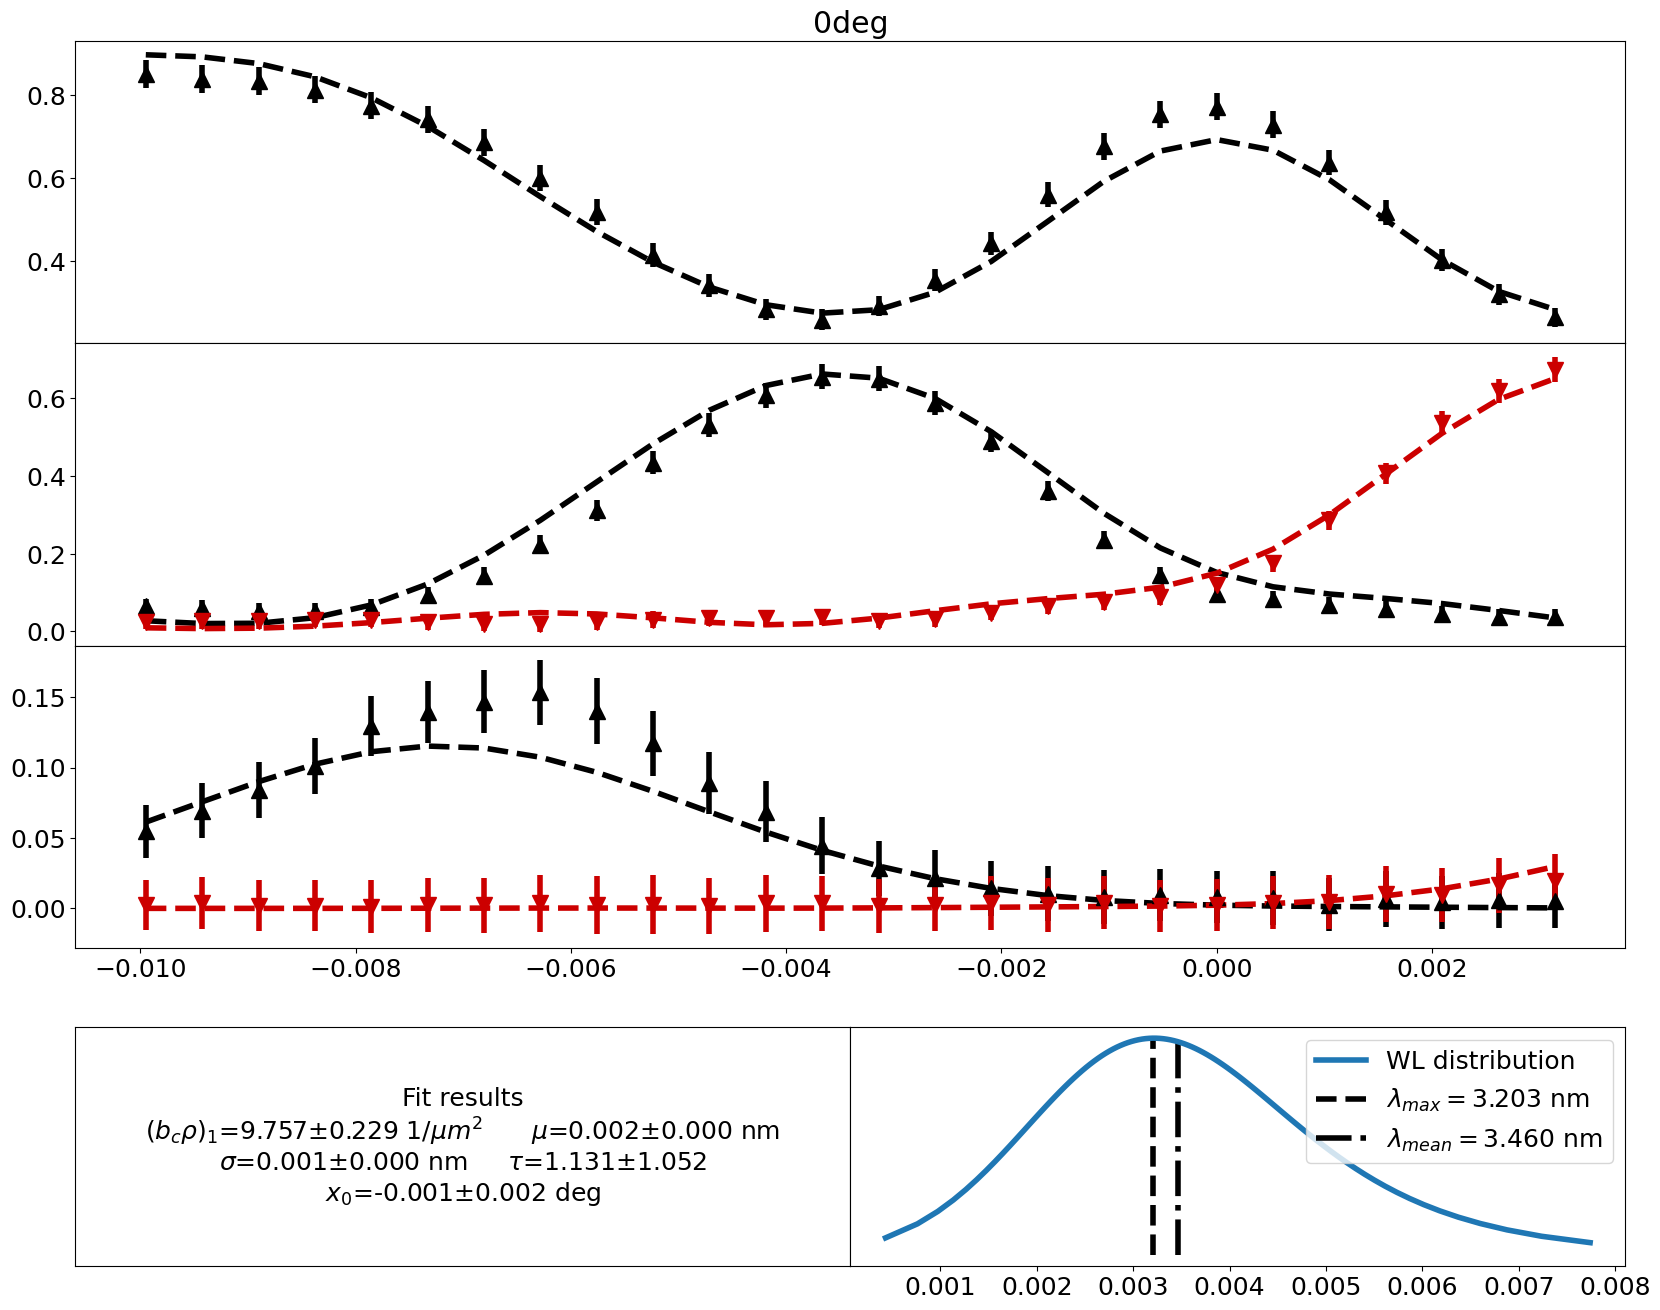 0deg
0.8
0.6
0.4
0.6
0.4
0.2
0.0
0.15
0.10
0.05
0.00
−0.010 −0.008 −0.006 −0.004 −0.002 0.000 0.002
Fit results
(b_cρ)_1=9.757±0.229 1/μm^2 μ=0.002±0.000 nm
σ=0.001±0.000 nm τ=1.131±1.052
x_0=-0.001±0.002 deg
WL distribution
λ_max = 3.203 nm
λ_mean = 3.460 nm
0.001 0.002 0.003 0.004 0.005 0.006 0.007 0.008